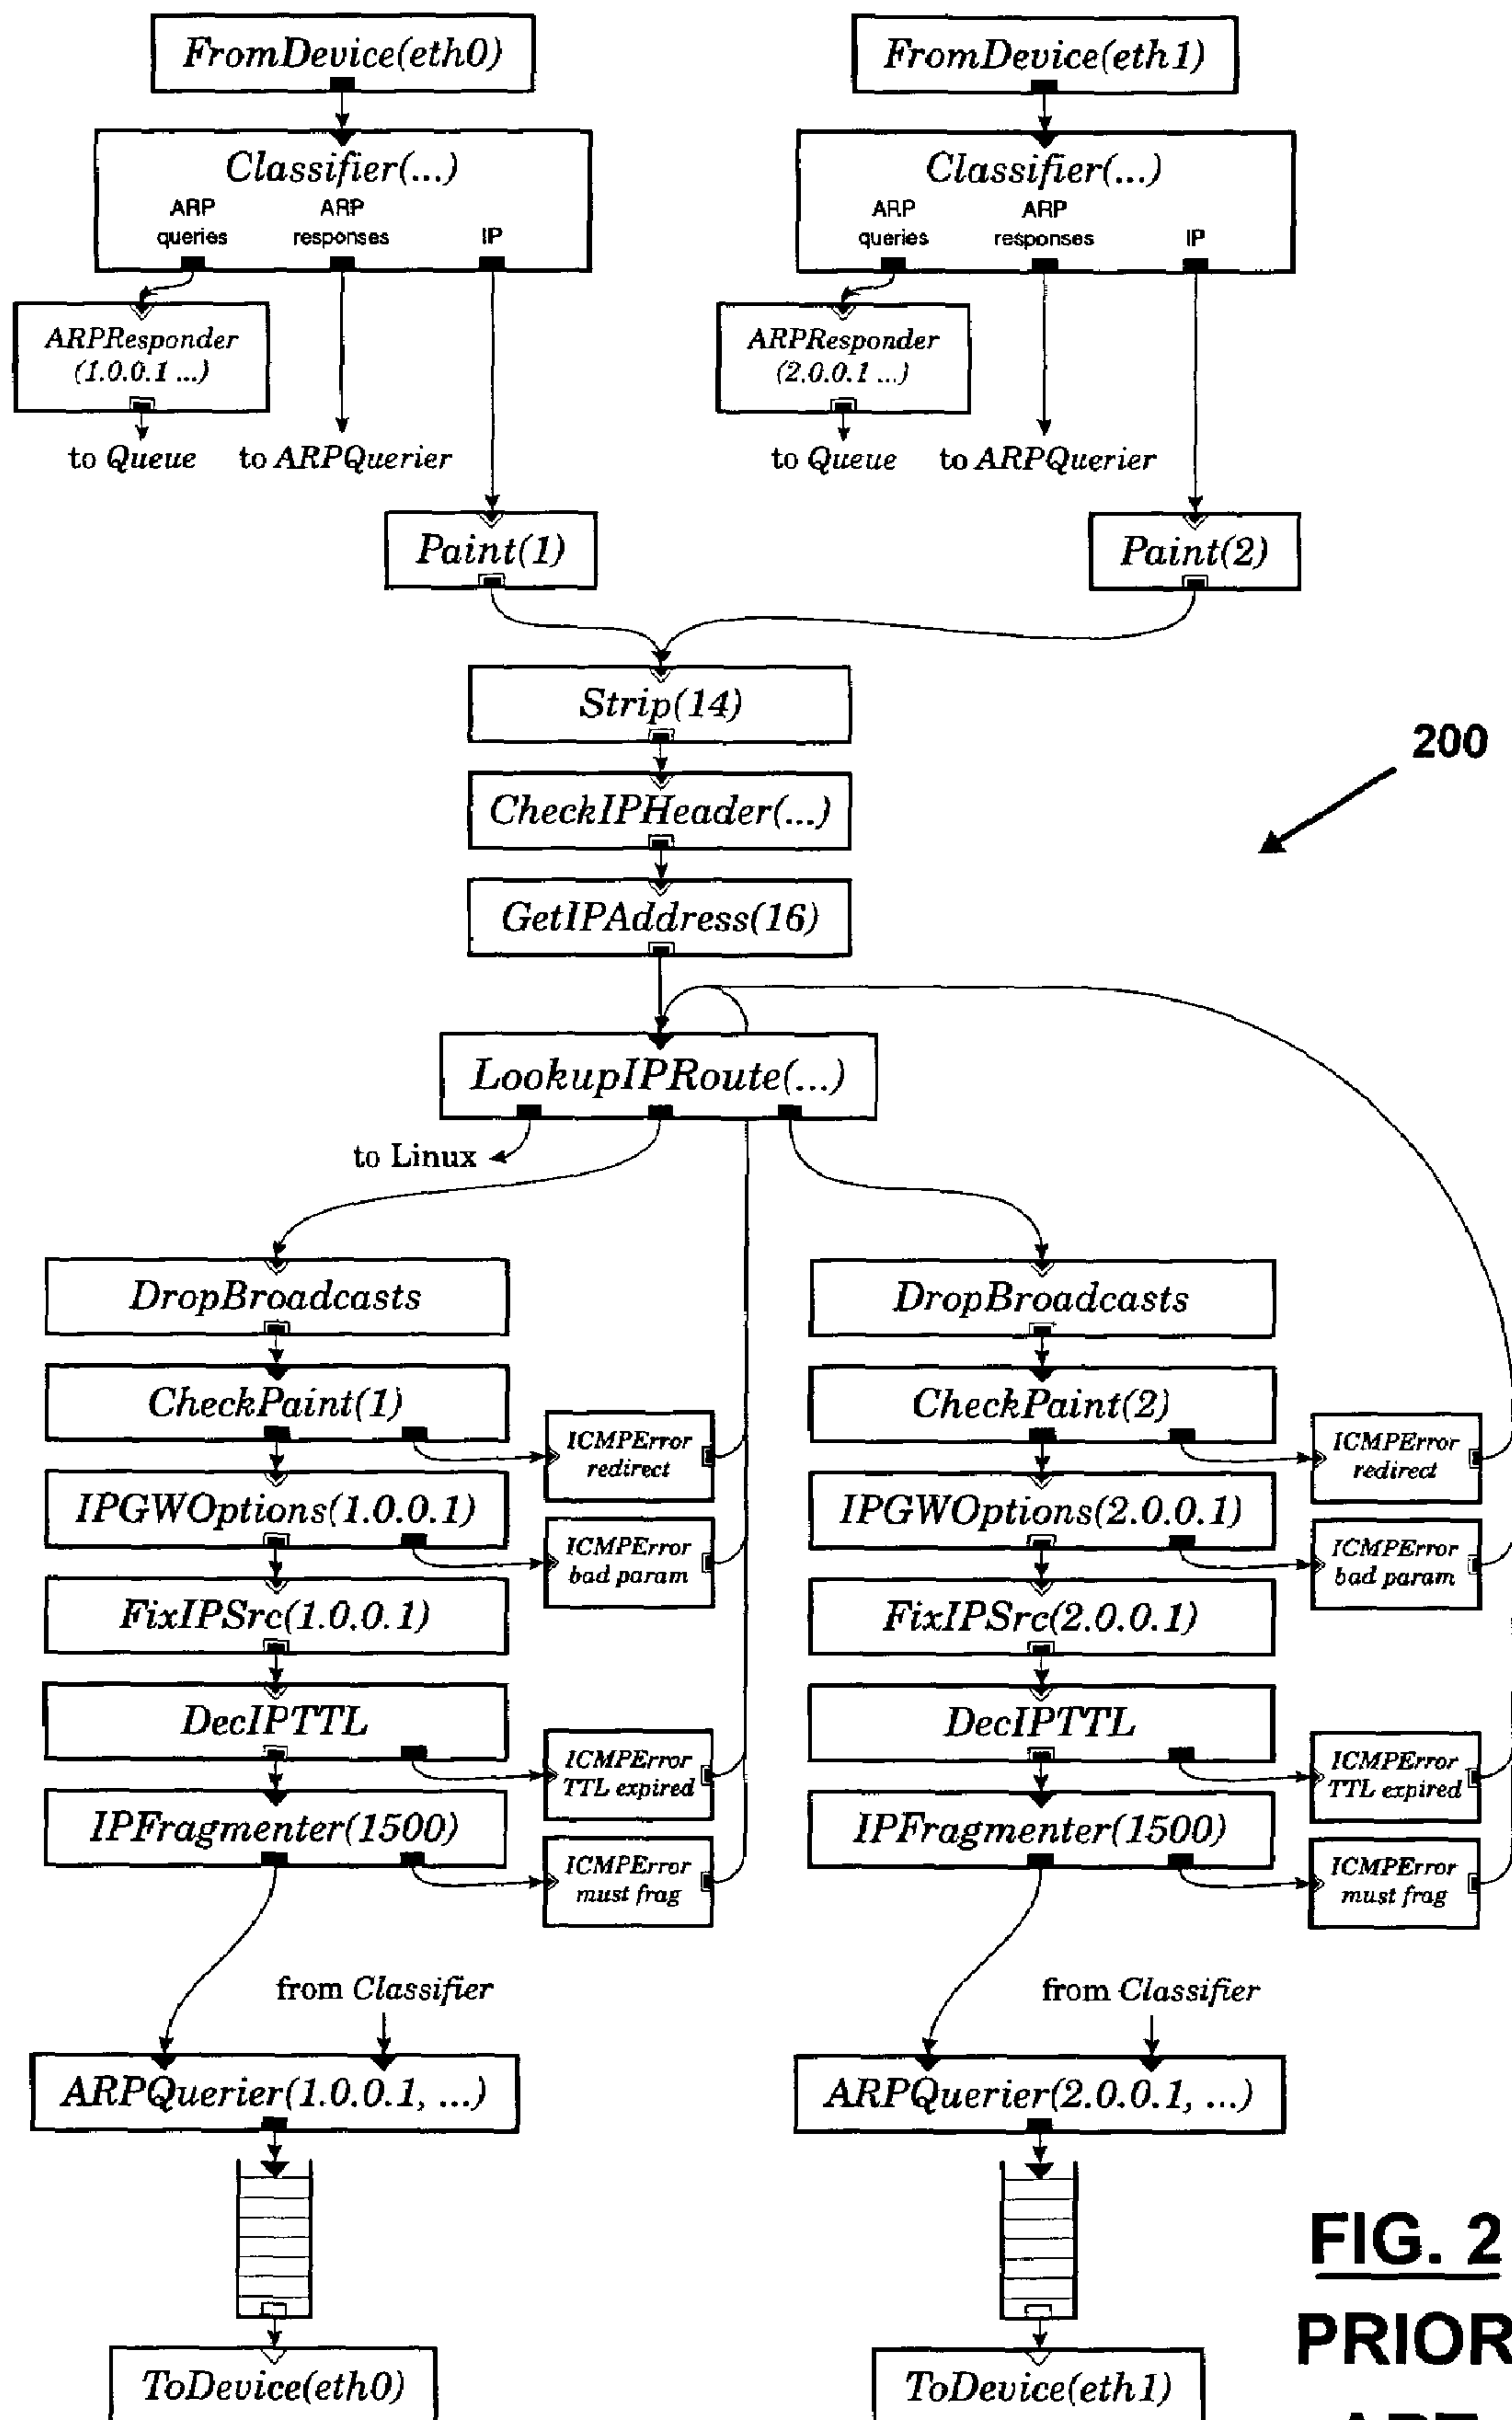 FromDevice(eth0)
FromDevice(eth1)
Classifier(...)
ARP queries
ARP responses
IP
Classifier(...)
ARP queries
ARP responses
IP
ARPResponder
(1.0.0.1 ...)
ARPResponder
(2.0.0.1 ...)
to Queue
to ARPQuerier
to Queue
to ARPQuerier
Paint(1)
Paint(2)
Strip(14)
200
CheckIPHeader(...)
GetIPAddress(16)
LookupIPRoute(...)
to Linux
DropBroadcasts
DropBroadcasts
CheckPaint(1)
CheckPaint(2)
ICMPError
redirect
ICMPError
redirect
IPGWOptions(1.0.0.1)
IPGWOptions(2.0.0.1)
ICMPError
bad param
ICMPError
bad param
FixIPSrc(1.0.0.1)
FixIPSrc(2.0.0.1)
DecIPTTL
DecIPTTL
ICMPError
TTL expired
ICMPError
TTL expired
IPFragmenter(1500)
IPFragmenter(1500)
ICMPError
must frag
ICMPError
must frag
from Classifier
from Classifier
ARPQuerier(1.0.0.1, ...)
ARPQuerier(2.0.0.1, ...)
FIG. 2
PRIOR
ToDevice(eth0)
ToDevice(eth1)